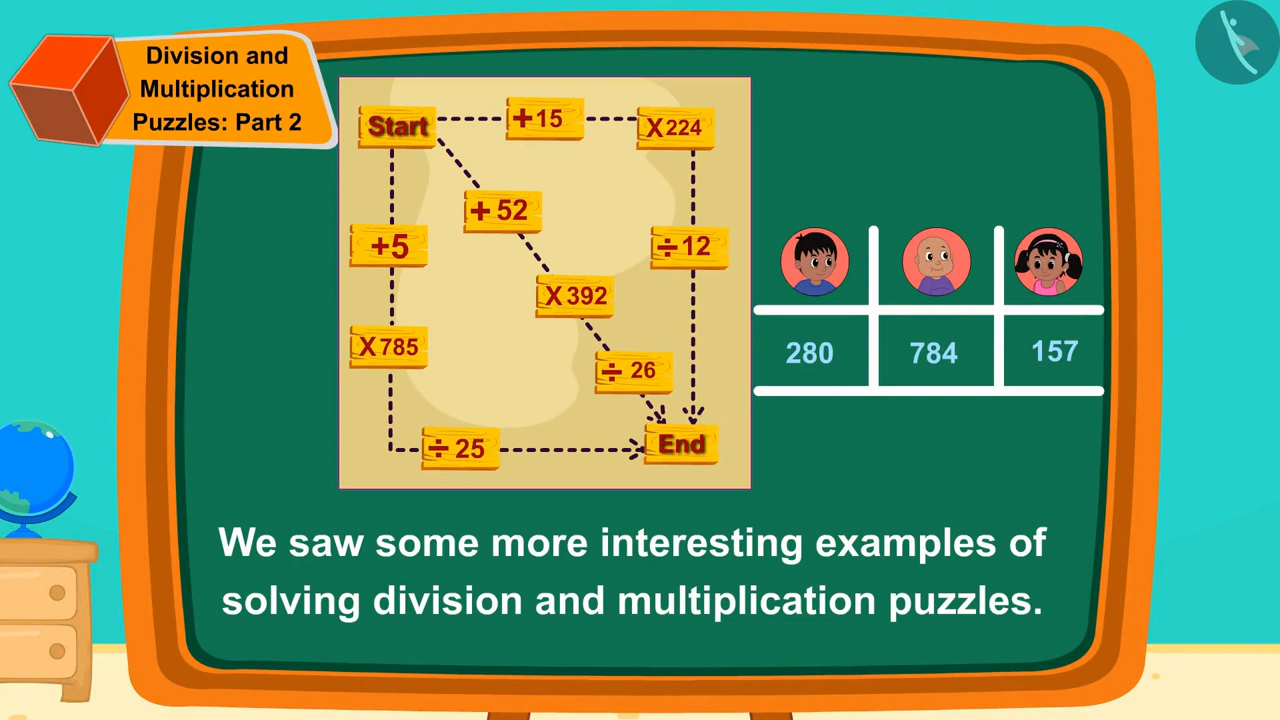 Division and
Multiplication
Puzzles: Part 2
Start
+15
X224
+52
+5
÷12
X392
X785
÷ 26
÷ 25
End
280 784 157
We saw some more interesting examples of
solving division and multiplication puzzles.